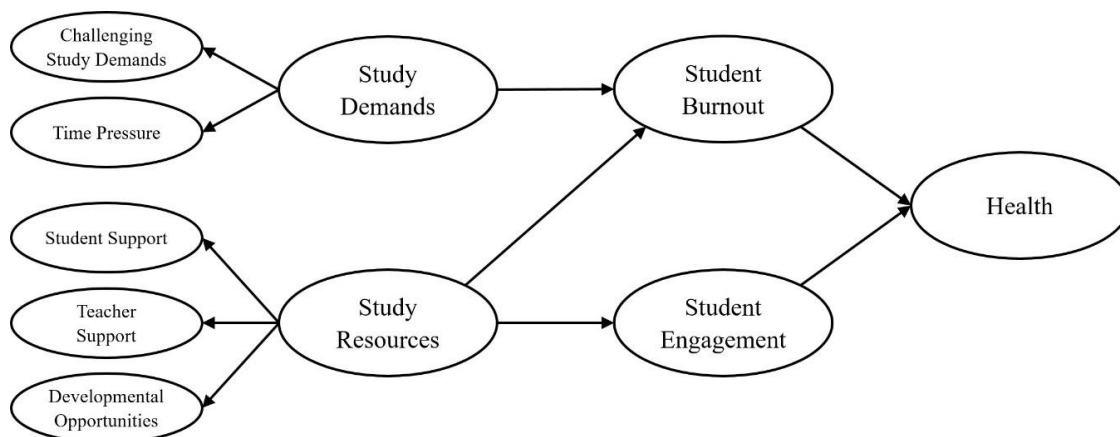 Challenging
Study Demands
Time Pressure
Student Support
Teacher
Support
Developmental
Opportunities
Study
Demands
Study
Resources
Student
Burnout
Student
Engagement
Health